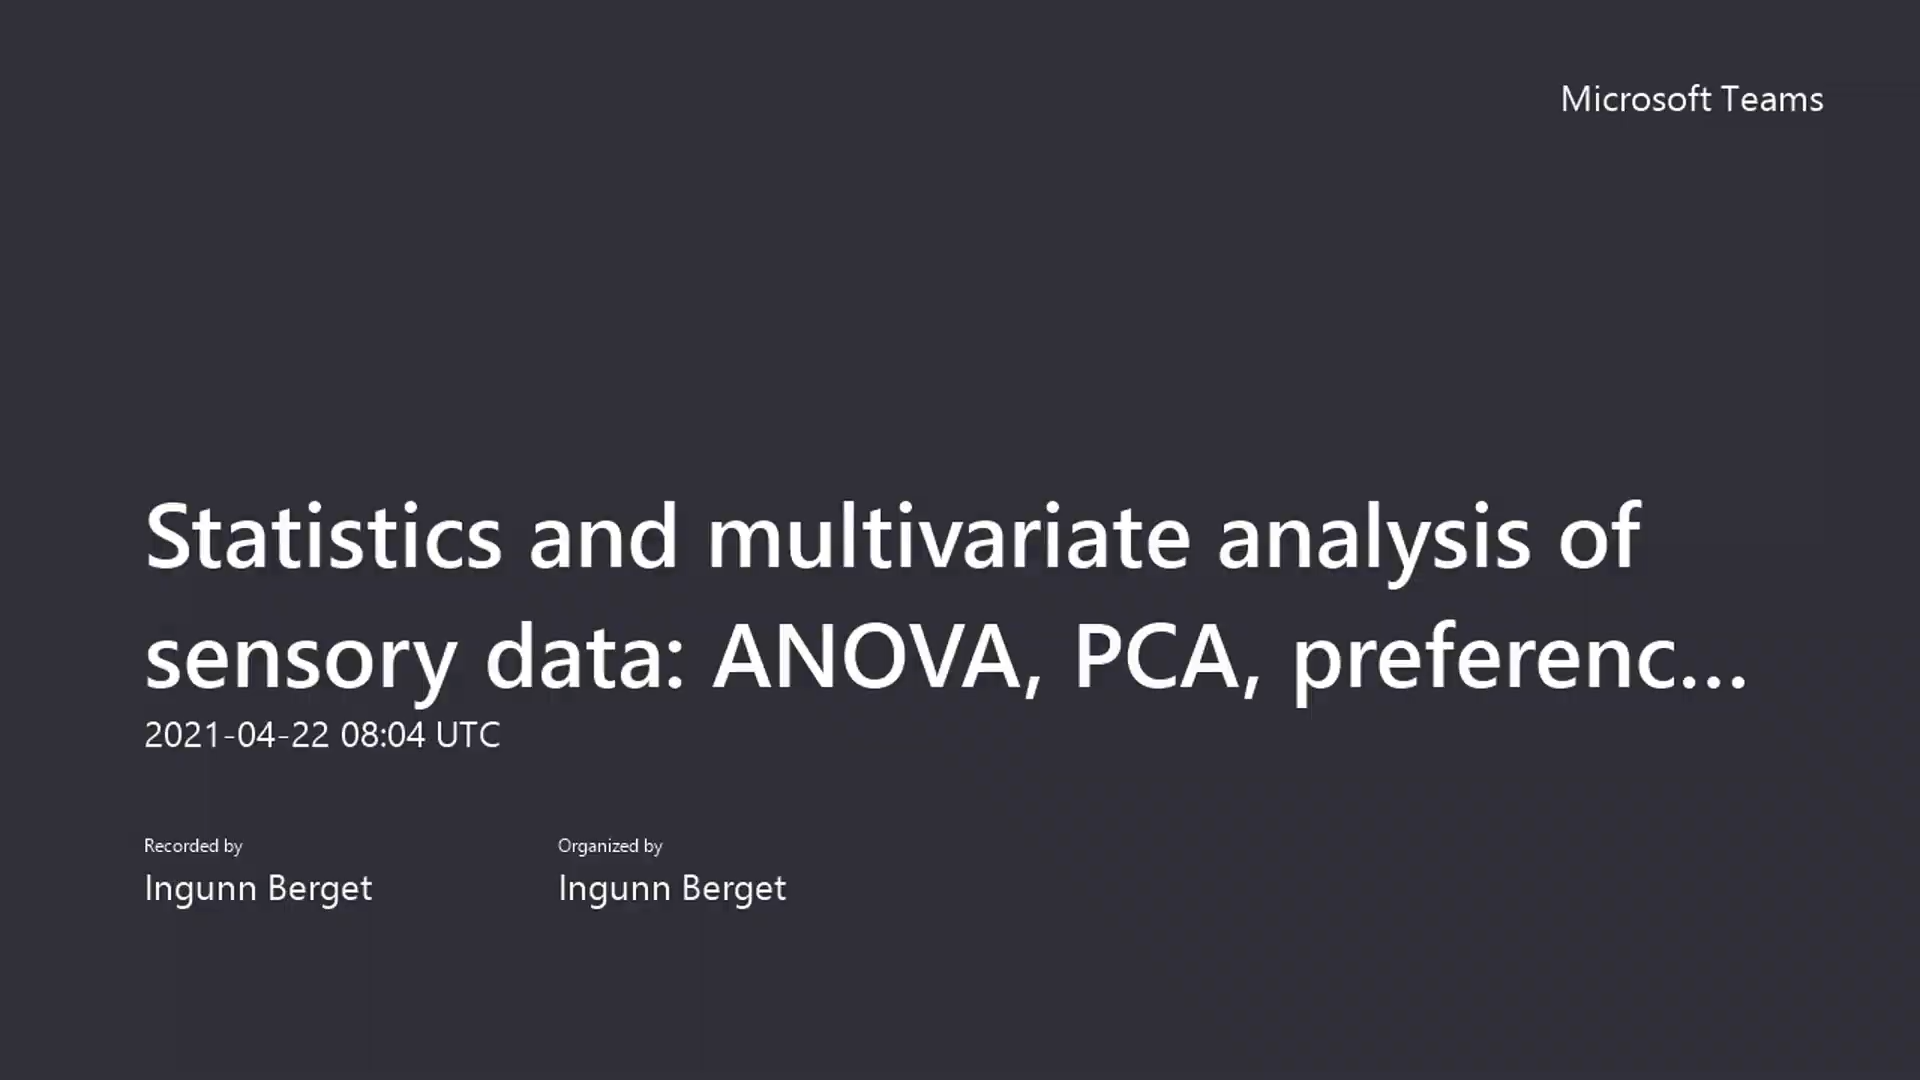 Microsoft Teams
Statistics and multivariate analysis of
sensory data: ANOVA, PCA, preferenc...
2021-04-22 08:04 UTC
Recorded by
Ingunn Berget
Organized by
Ingunn Berget